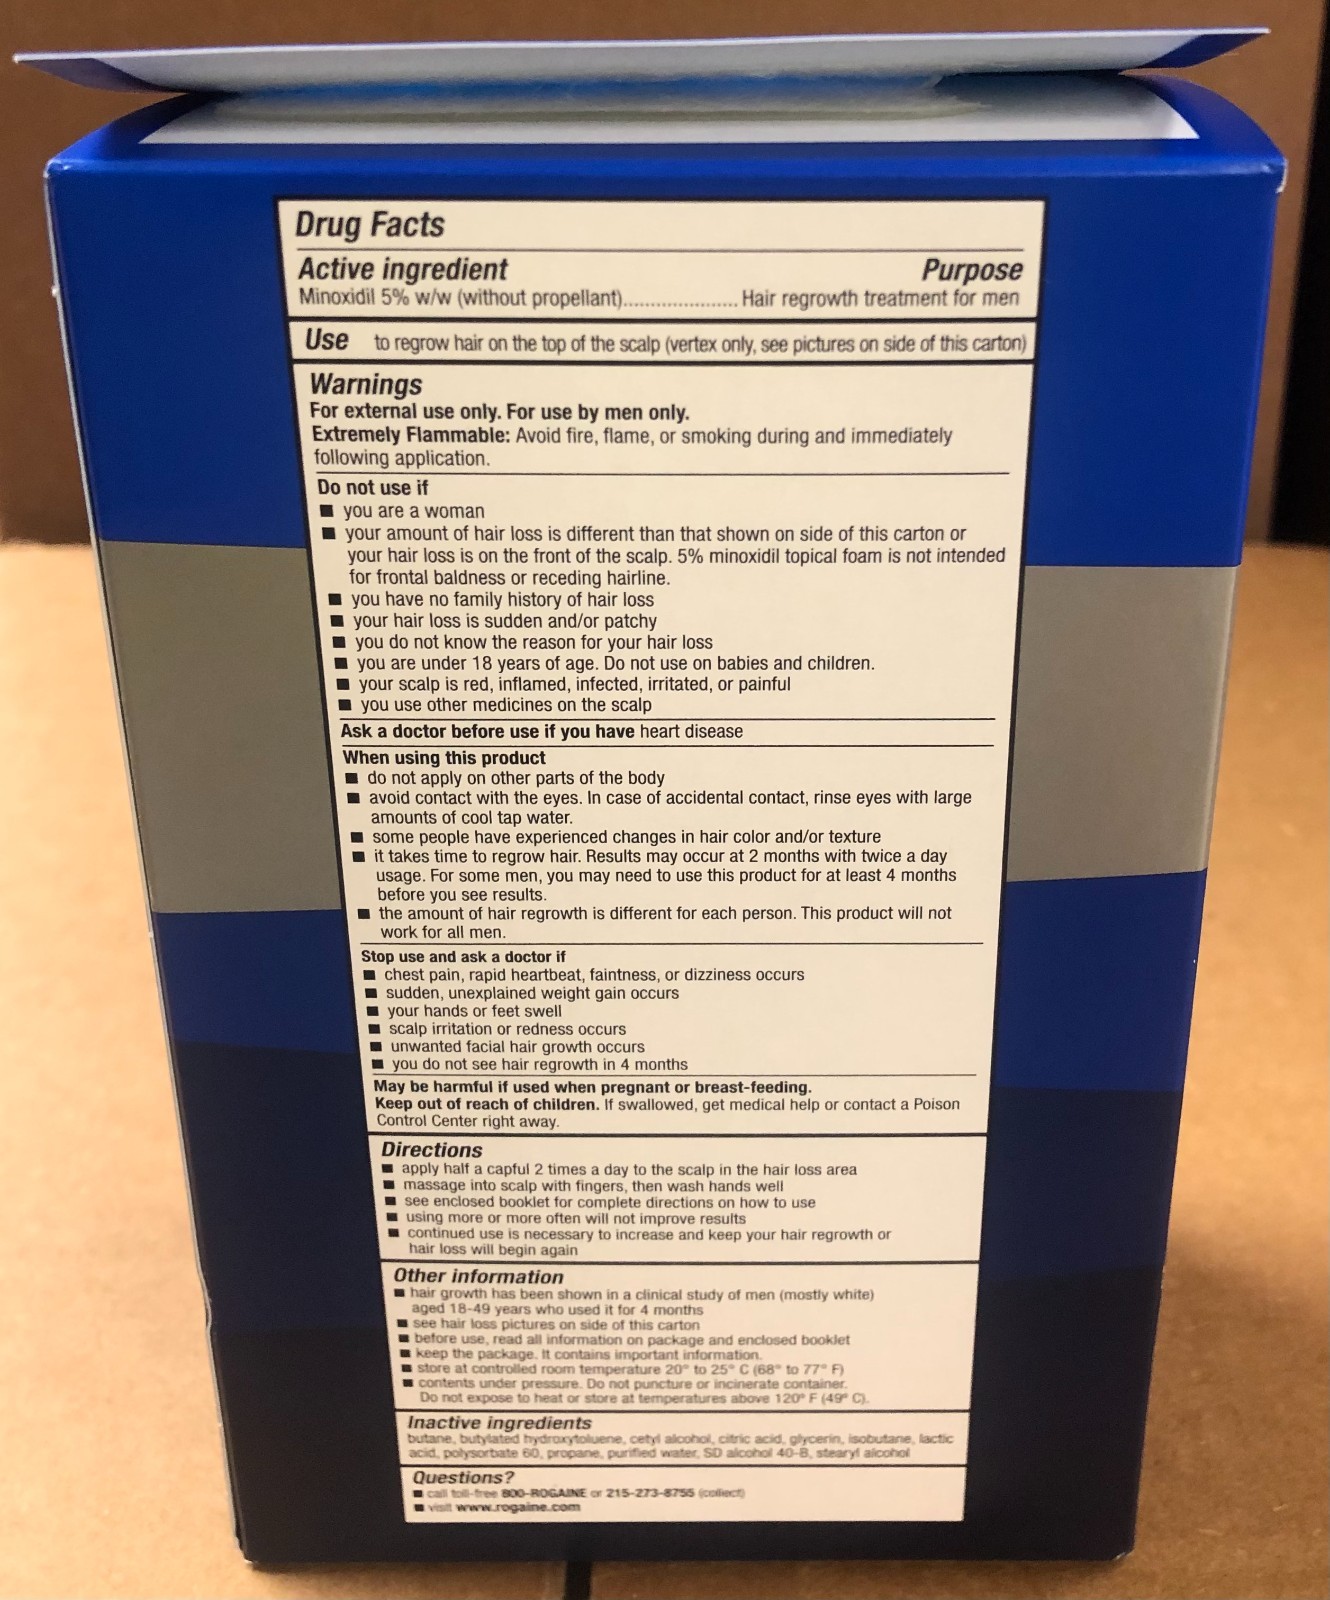 Drug Facts
Active ingredient Purpose
Minoxidil 5% w/w (without propellant).................... Hair regrowth treatment for men
Use to regrow hair on the top of the scalp (vertex only, see pictures on side of this carton)
Warnings
For external use only. For use by men only.
Extremely Flammable: Avoid fire, flame, or smoking during and immediately
following application.
Do not use if
■ you are a woman
■ your amount of hair loss is different than that shown on side of this carton or
your hair loss is on the front of the scalp. 5% minoxidil topical foam is not intended
for frontal baldness or receding hairline.
■ you have no family history of hair loss
■ your hair loss is sudden and/or patchy
■ you do not know the reason for your hair loss
■ you are under 18 years of age. Do not use on babies and children.
■ your scalp is red, inflamed, infected, irritated, or painful
■ you use other medicines on the scalp
Ask a doctor before use if you have heart disease
When using this product
■ do not apply on other parts of the body
■ avoid contact with the eyes. In case of accidental contact, rinse eyes with large
amounts of cool tap water.
■ some people have experienced changes in hair color and/or texture
■ it takes time to regrow hair. Results may occur at 2 months with twice a day
usage. For some men, you may need to use this product for at least 4 months
before you see results.
■ the amount of hair regrowth is different for each person. This product will not
work for all men.
Stop use and ask a doctor if
■ chest pain, rapid heartbeat, faintness, or dizziness occurs
■ sudden, unexplained weight gain occurs
■ your hands or feet swell
■ scalp irritation or redness occurs
■ unwanted facial hair growth occurs
■ you do not see hair regrowth in 4 months
May be harmful if used when pregnant or breast-feeding.
Keep out of reach of children. If swallowed, get medical help or contact a Poison
Control Center right away.
Directions
■ apply half a capful 2 times a day to the scalp in the hair loss area
■ massage into scalp with fingers, then wash hands well
■ see enclosed booklet for complete directions on how to use
■ using more or more often will not improve results
■ continued use is necessary to increase and keep your hair regrowth or
hair loss will begin again
Other information
■ hair growth has been shown in a clinical study of men (mostly white)
aged 18-49 years who used it for 4 months
■ see hair loss pictures on side of this carton
■ before use, read all information on package and enclosed booklet
■ keep the package. It contains important information.
■ store at controlled room temperature 20° to 25° C (68° to 77° F)
■ contents under pressure. Do not puncture or incinerate container.
Do not expose to heat or store at temperatures above 120° F (49° C).
Inactive ingredients
butane, butylated hydroxytoluene, cetyl alcohol, citric acid, glycerin, isobutane, lactic
acid, polysorbate 60, propane, purified water, SD alcohol 40-B, stearyl alcohol
Questions?
■ call toll-free 800-ROGAINE or 215-273-8755 (collect)
■ visit www.rogaine.com